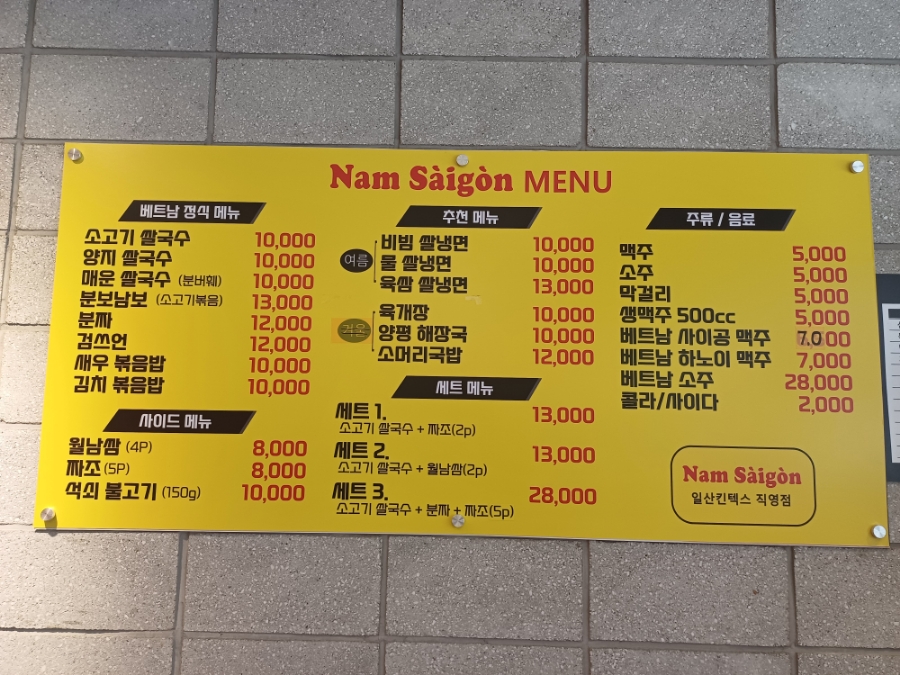 Nam Sàigòn MENU
베트남 정식 메뉴
소고기 쌀국수 10,000
양지 쌀국수 10,000
매운 쌀국수 (분버훼) 10,000
분보남보 (소고기볶음) 13,000
분짜 12,000
껌쓰언 12,000
새우 볶음밥 10,000
김치 볶음밥 10,000
사이드 메뉴
월남쌈 (4P) 8,000
짜조 (5P) 8,000
석쇠 불고기 (150g) 10,000
추천 메뉴
여름
비빔 쌀냉면 10,000
물 쌀냉면 10,000
육쌈 쌀냉면 13,000
겨울
육개장 10,000
양평 해장국 10,000
소머리국밥 12,000
세트 메뉴
세트 1. 13,000
소고기 쌀국수 + 짜조(2p)
세트 2. 13,000
소고기 쌀국수 + 월남쌈(2p)
세트 3. 28,000
소고기 쌀국수 + 분짜 + 짜조(5p)
주류 / 음료
맥주 5,000
소주 5,000
막걸리 5,000
생맥주 500cc 5,000
베트남 사이공 맥주 7,000
베트남 하노이 맥주 7,000
베트남 소주 28,000
콜라/사이다 2,000
Nam Sàigòn
일산킨텍스 직영점